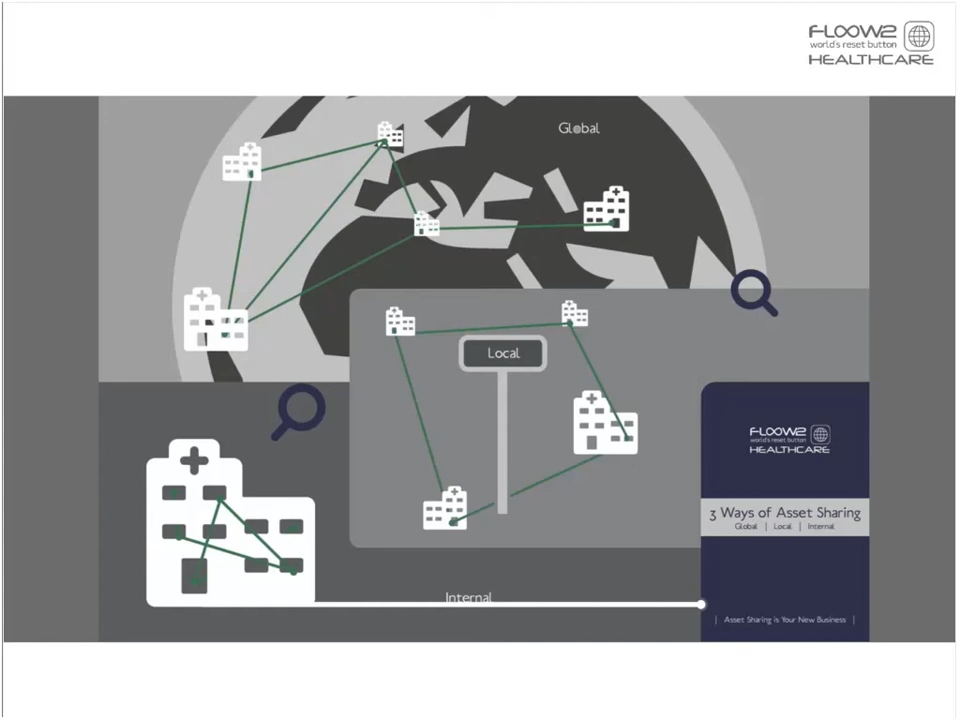 FLOOW2
world's reset button
HEALTHCARE
Global
Local
FLOOW2
world's reset button
HEALTHCARE
3 Ways of Asset Sharing
Global | Local | Internal
Internal
| Asset Sharing is Your New Business |